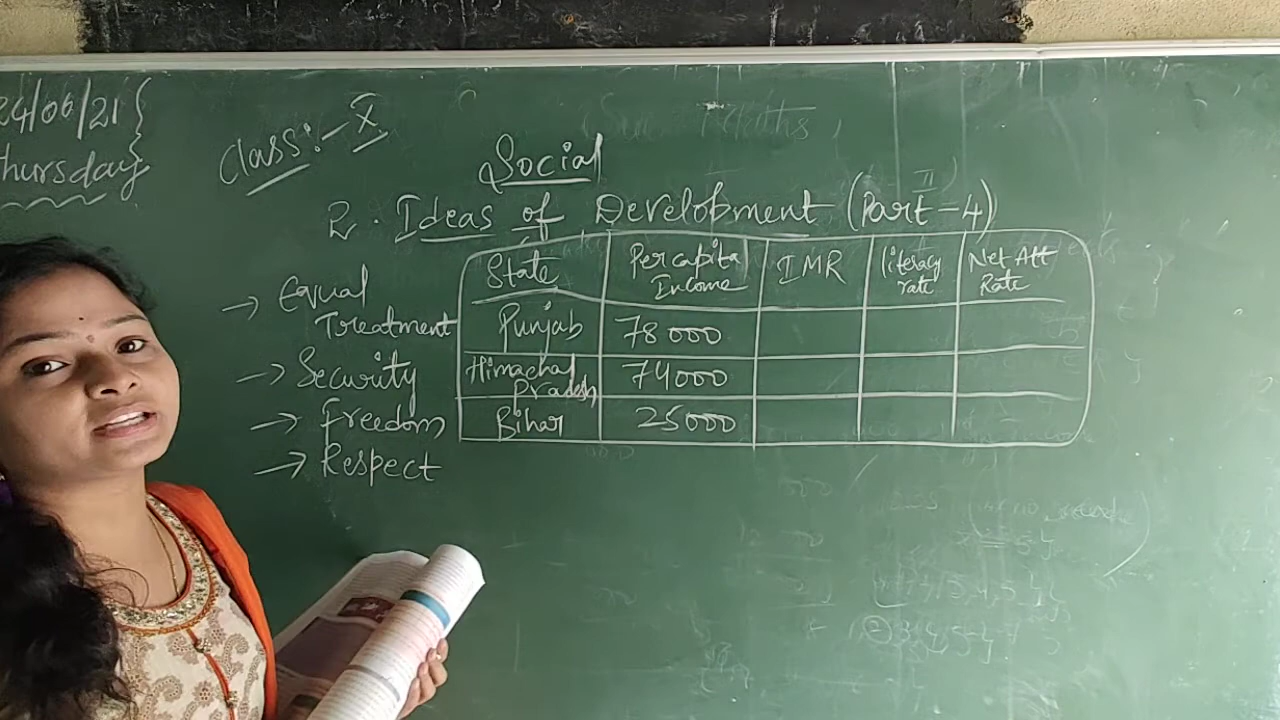 24/06/21
Thursday
Class:- X
Social
2. Ideas of Development (Part-4)
→ Equal
Treatment
→ Security
→ Freedom
→ Respect
State Percapita Income IMR literacy rate Net Att Rate
Punjab 78000
Himachal Pradesh 74000
Bihar 25000